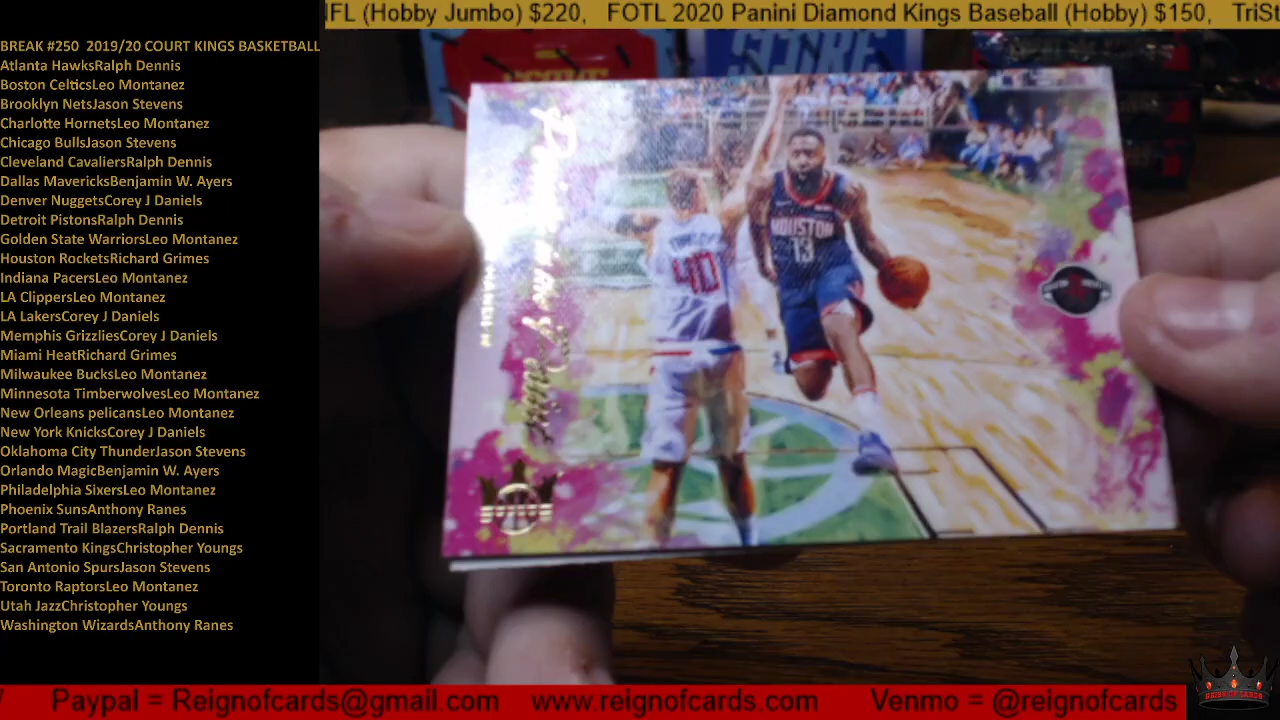 NFL (Hobby Jumbo) $220, FOTL 2020 Panini Diamond Kings Baseball (Hobby) $150, TriSt
BREAK #250 2019/20 COURT KINGS BASKETBALL
Atlanta HawksRalph Dennis
Boston CelticsLeo Montanez
Brooklyn NetsJason Stevens
Charlotte HornetsLeo Montanez
Chicago BullsJason Stevens
Cleveland CavaliersRalph Dennis
Dallas MavericksBenjamin W. Ayers
Denver NuggetsCorey J Daniels
Detroit PistonsRalph Dennis
Golden State WarriorsLeo Montanez
Houston RocketsRichard Grimes
Indiana PacersLeo Montanez
LA ClippersLeo Montanez
LA LakersCorey J Daniels
Memphis GrizzliesCorey J Daniels
Miami HeatRichard Grimes
Milwaukee BucksLeo Montanez
Minnesota TimberwolvesLeo Montanez
New Orleans pelicansLeo Montanez
New York KnicksCorey J Daniels
Oklahoma City ThunderJason Stevens
Orlando MagicBenjamin W. Ayers
Philadelphia SixersLeo Montanez
Phoenix SunsAnthony Ranes
Portland Trail BlazersRalph Dennis
Sacramento KingsChristopher Youngs
San Antonio SpursJason Stevens
Toronto RaptorsLeo Montanez
Utah JazzChristopher Youngs
Washington WizardsAnthony Ranes
SCORE
HOUSTON
13
40
Paypal = Reignofcards@gmail.com www.reignofcards.com Venmo = @reignofcards
REIGN OF CARDS